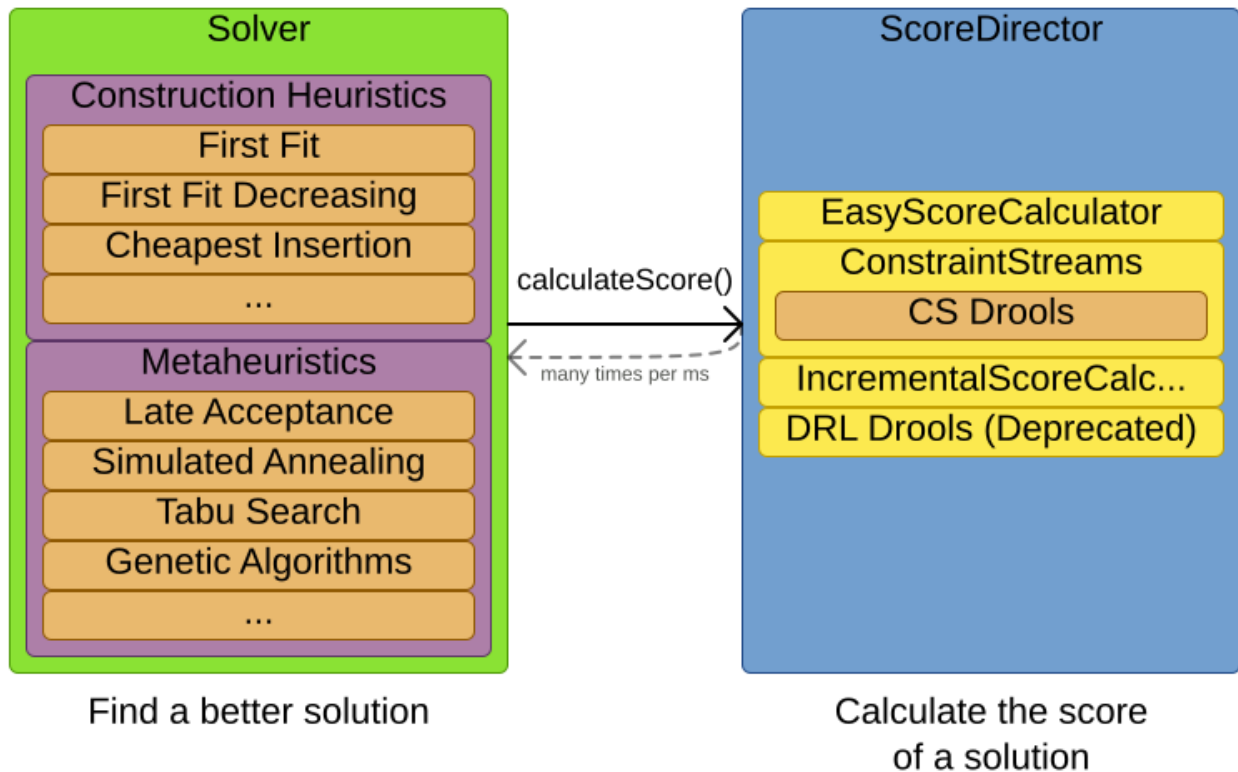 Solver
Construction Heuristics
First Fit
First Fit Decreasing
Cheapest Insertion
...
Metaheuristics
Late Acceptance
Simulated Annealing
Tabu Search
Genetic Algorithms
...
Find a better solution
calculateScore()
many times per ms
ScoreDirector
EasyScoreCalculator
ConstraintStreams
CS Drools
IncrementalScoreCalc...
DRL Drools (Deprecated)
Calculate the score
of a solution